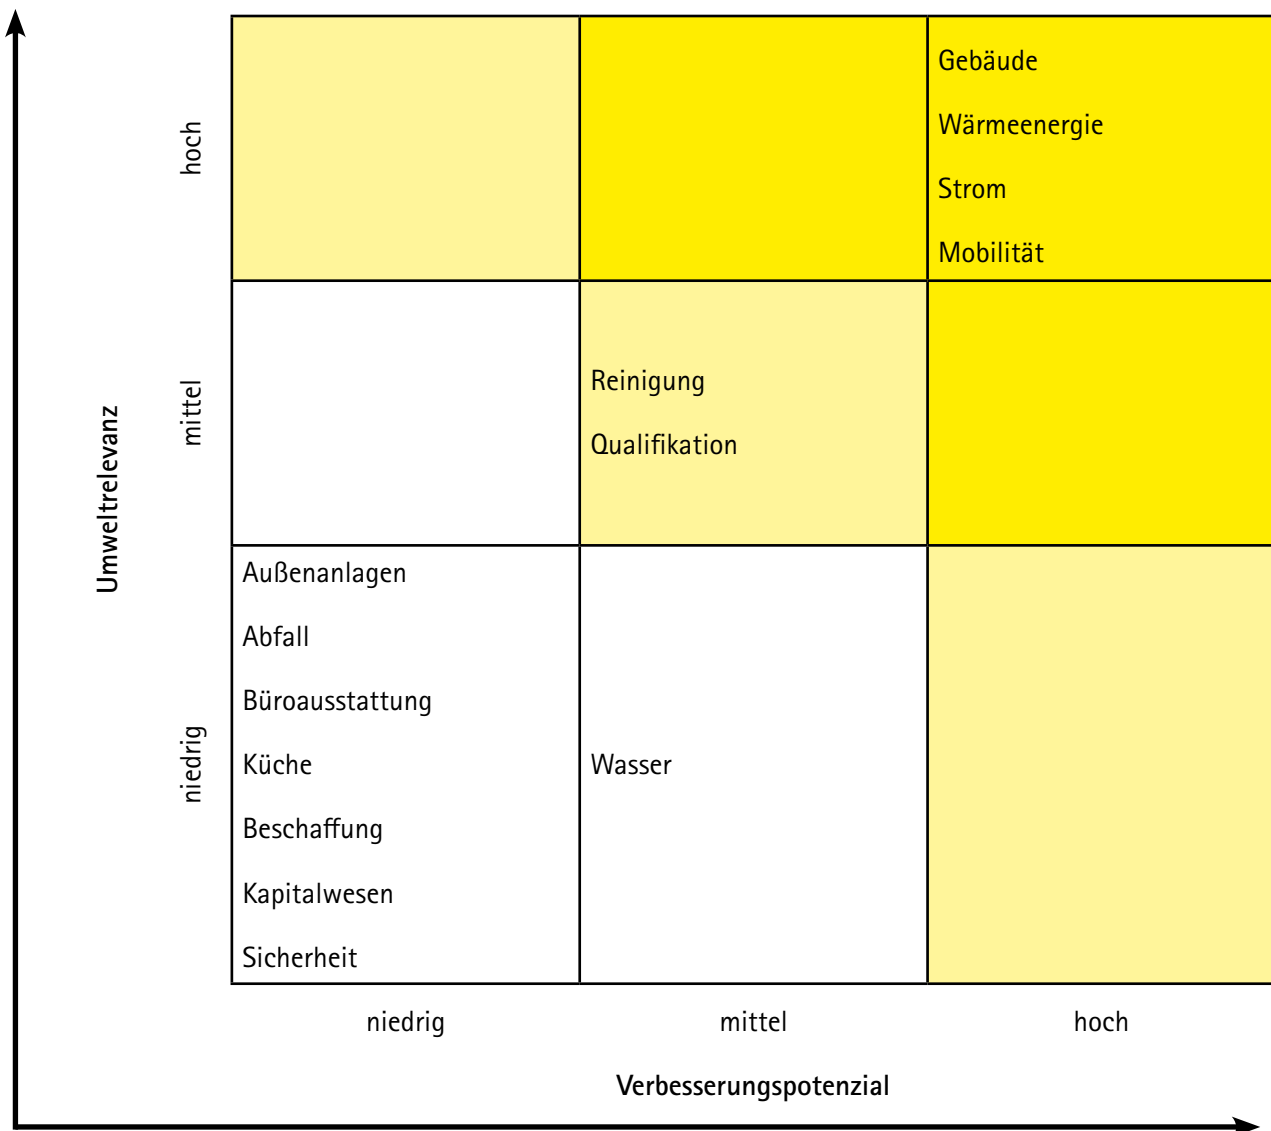 Umweltrelevanz
hoch
Gebäude
Wärmeenergie
Strom
Mobilität
mittel
Reinigung
Qualifikation
niedrig
Außenanlagen
Abfall
Büroausstattung
Küche
Wasser
Beschaffung
Kapitalwesen
Sicherheit
niedrig
mittel
hoch
Verbesserungspotenzial